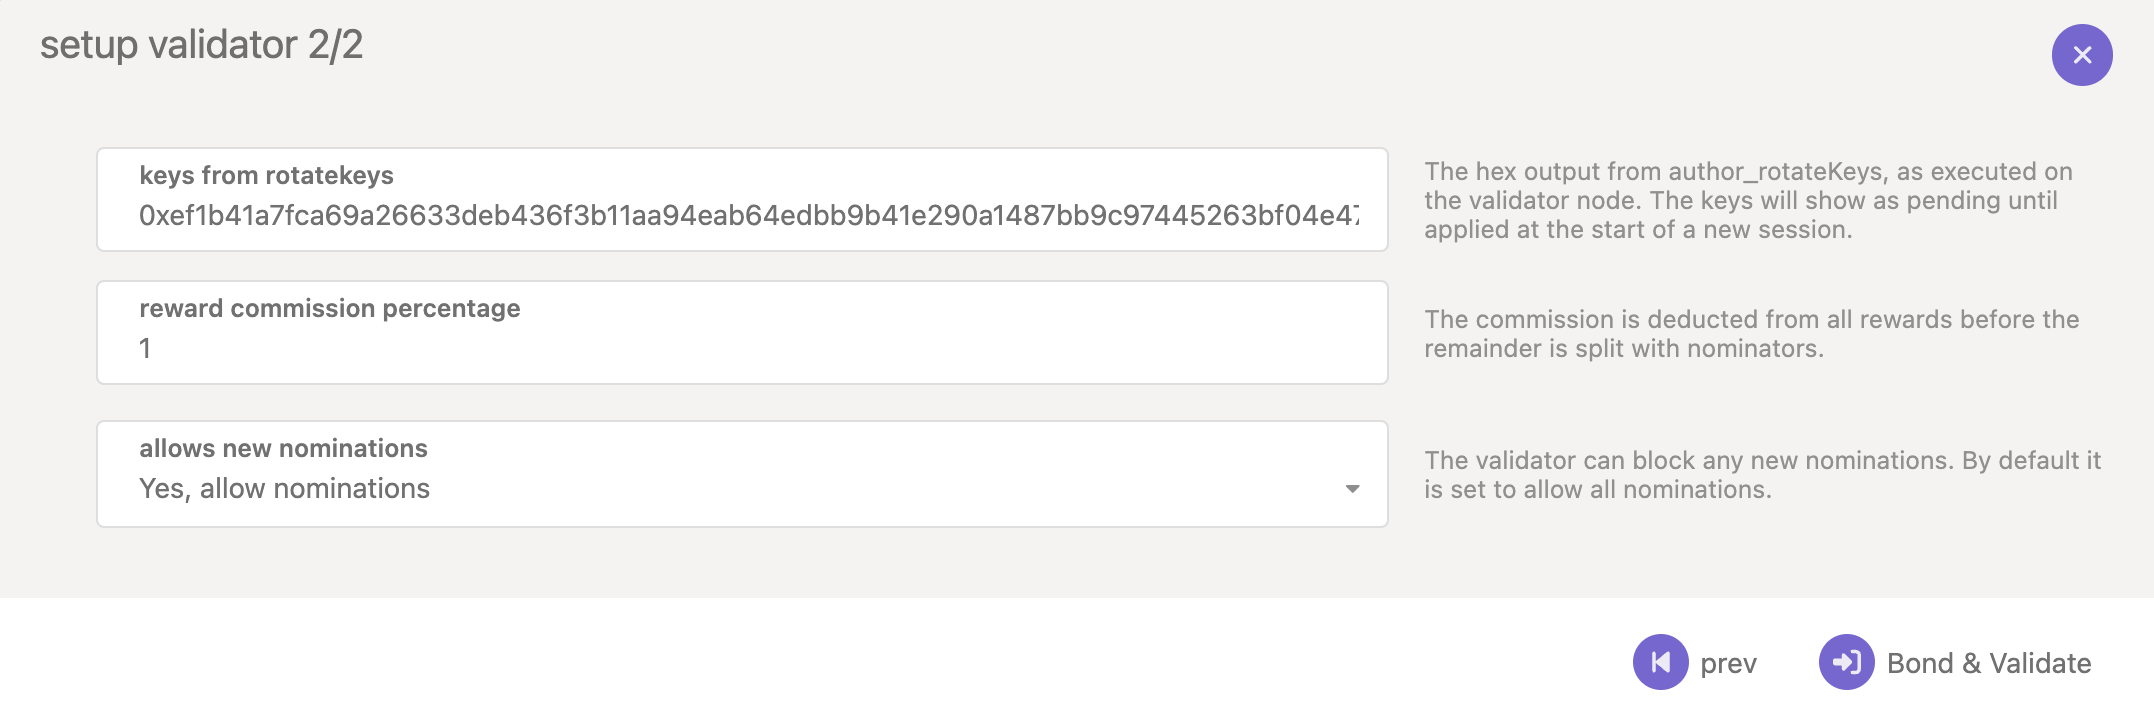 setup validator 2/2
keys from rotatekeys
0xef1b41a7fca69a26633deb436f3b11aa94eab64edbb9b41e290a1487bb9c97445263bf04e47
The hex output from author_rotateKeys, as executed on
the validator node. The keys will show as pending until
applied at the start of a new session.
reward commission percentage
1
The commission is deducted from all rewards before the
remainder is split with nominators.
allows new nominations
Yes, allow nominations
The validator can block any new nominations. By default it
is set to allow all nominations.
prev
Bond & Validate